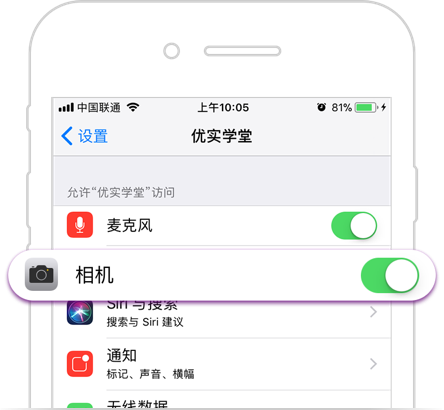 中国联通 上午10:05 81%
设置 优实学堂
允许“优实学堂”访问
麦克风
相机
Siri 与搜索
搜索与 Siri 建议
通知
标记、声音、横幅
无线数据